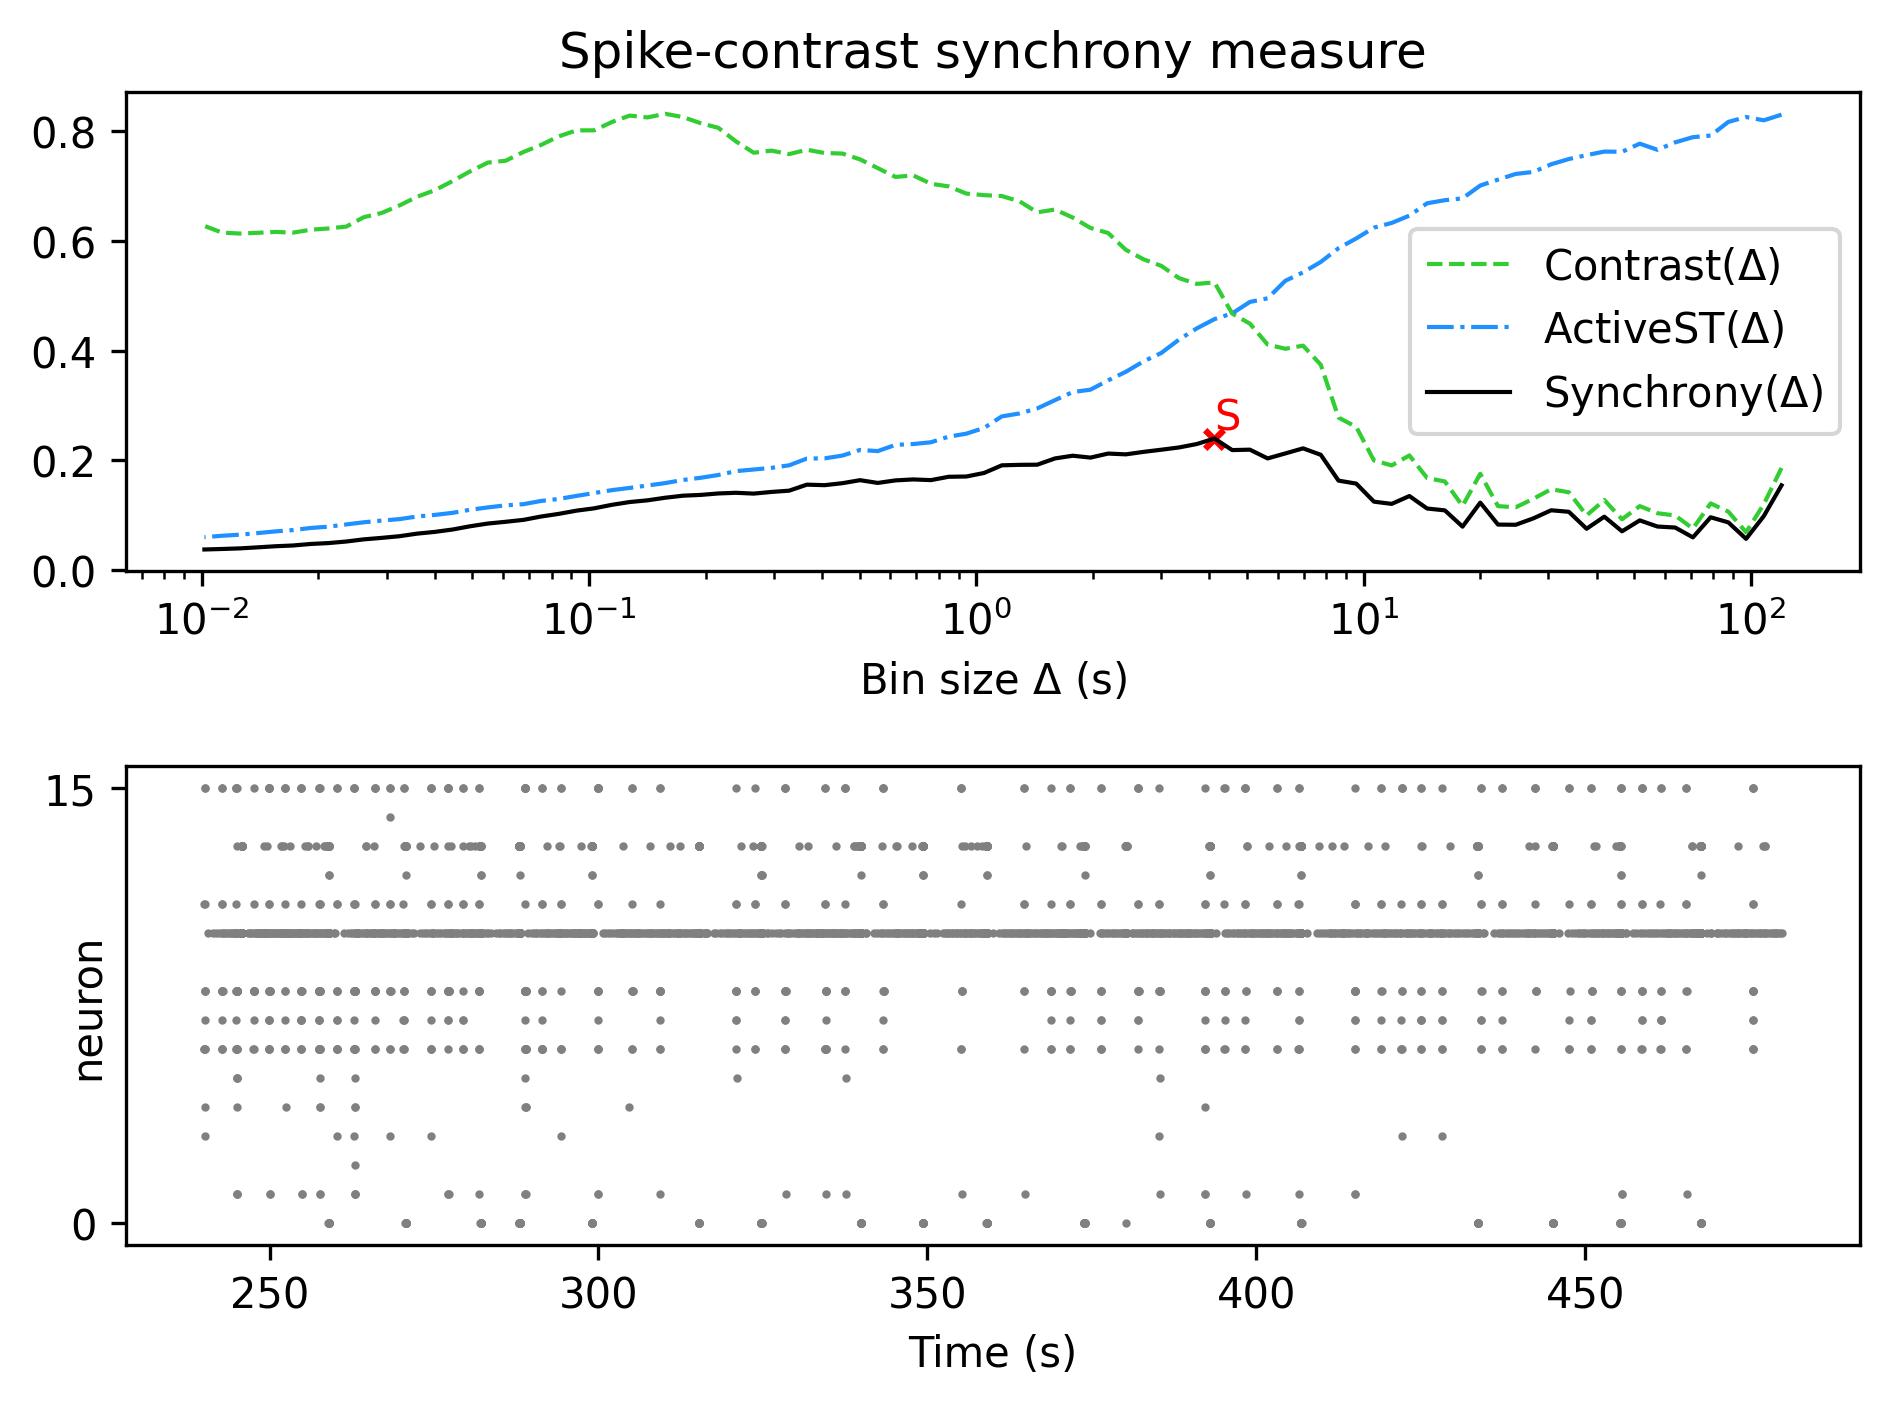 Spike-contrast synchrony measure
0.8
0.6
0.4
0.2
0.0
Contrast(Δ)
ActiveST(Δ)
Synchrony(Δ)
S
10⁻² 10⁻¹ 10⁰ 10¹ 10²
Bin size Δ (s)
15
0
neuron
250 300 350 400 450
Time (s)